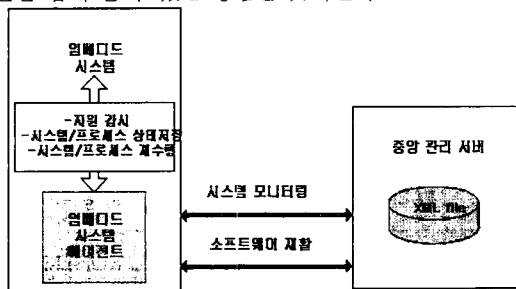 임베디드
시스템
-자원 감시
-시스템/프로세스 상태저장
-시스템/프로세스 재수행
임베디드
시스템
에이전트
시스템 모니터링
소프트웨어 재활
중앙 관리 서버
XML file